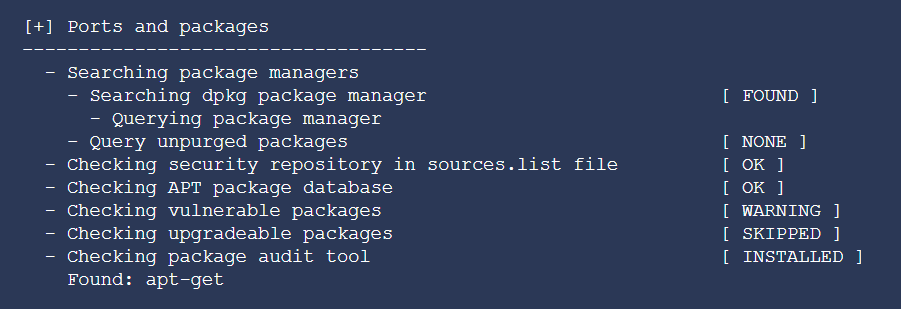 [+] Ports and packages
------------------------------------
  - Searching package managers
    - Searching dpkg package manager                           [ FOUND ]
      - Querying package manager
    - Query unpurged packages                                  [ NONE ]
  - Checking security repository in sources.list file          [ OK ]
  - Checking APT package database                              [ OK ]
  - Checking vulnerable packages                               [ WARNING ]
  - Checking upgradeable packages                              [ SKIPPED ]
  - Checking package audit tool                                [ INSTALLED ]
    Found: apt-get